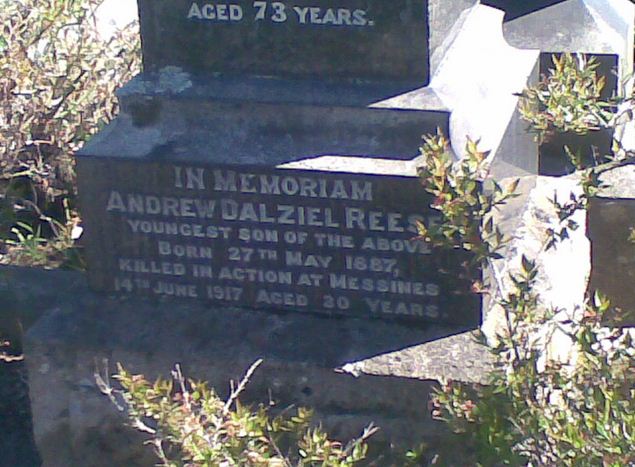 AGED 73 YEARS.
IN MEMORIAM
ANDREW DALZIEL REESE
YOUNGEST SON OF THE ABOVE
BORN 27TH MAY 1887,
KILLED IN ACTION AT MESSINES
14TH JUNE 1917 AGED 30 YEARS.